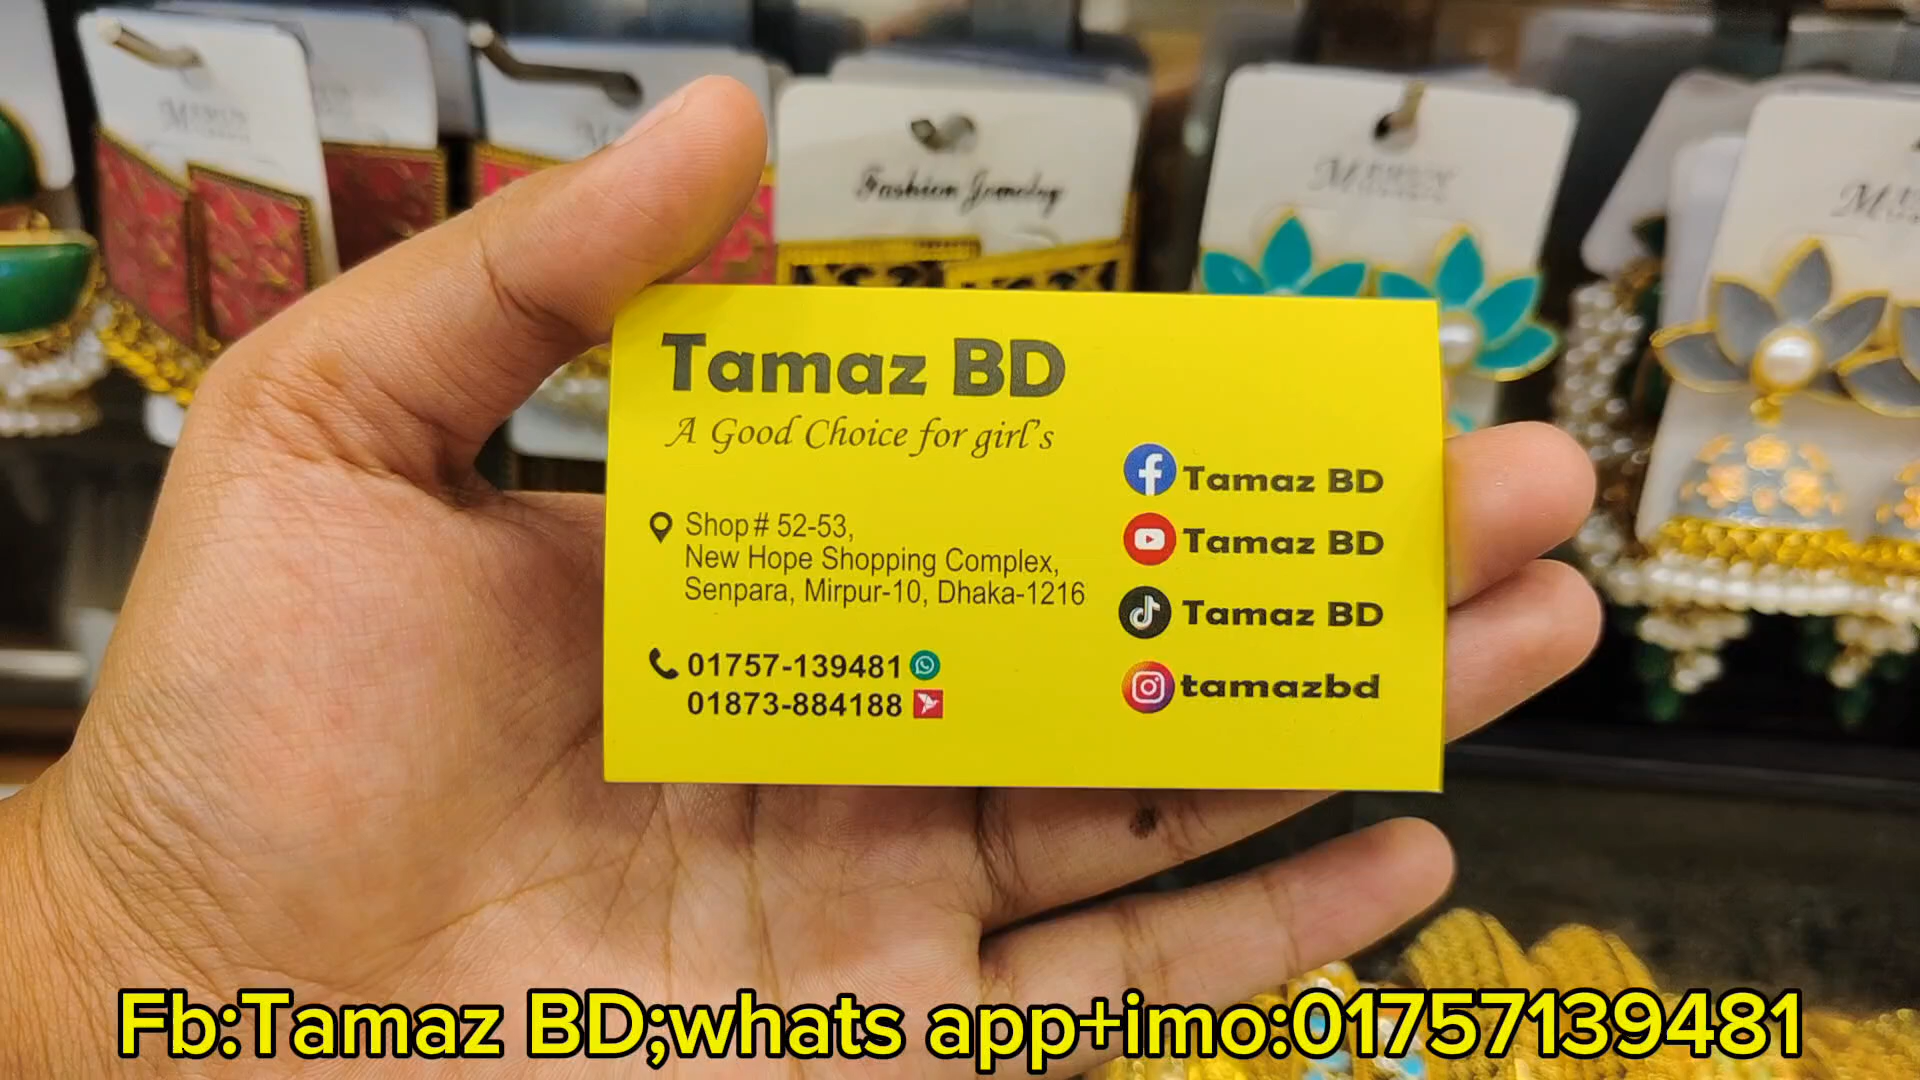 Fashion Jewelry
Tamaz BD
A Good Choice for girl's
Shop # 52-53,
New Hope Shopping Complex,
Senpara, Mirpur-10, Dhaka-1216
01757-139481
01873-884188
Tamaz BD
Tamaz BD
Tamaz BD
tamazbd
Fb:Tamaz BD;whats app+imo:01757139481